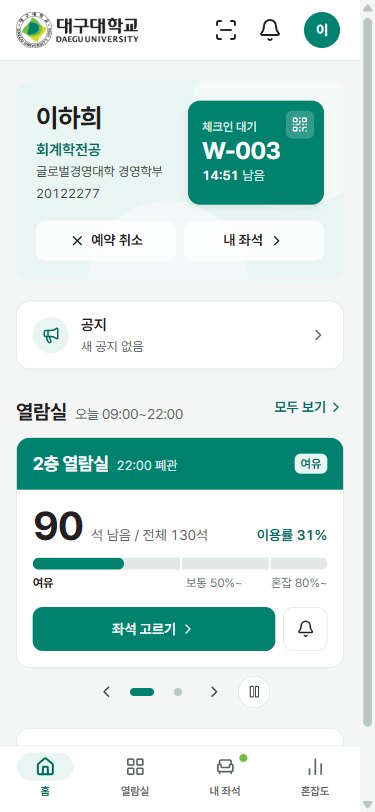 대구대학교
DAEGU UNIVERSITY
이
이하희
회계학전공
글로벌경영대학 경영학부
20122277
체크인 대기
W-003
14:51 남음
예약 취소
내 좌석
공지
새 공지 없음
열람실 오늘 09:00~22:00
모두 보기
2층 열람실 22:00 폐관
여유
90 석 남음 / 전체 130석
이용률 31%
여유 보통 50%~ 혼잡 80%~
좌석 고르기
홈 열람실 내 좌석 혼잡도